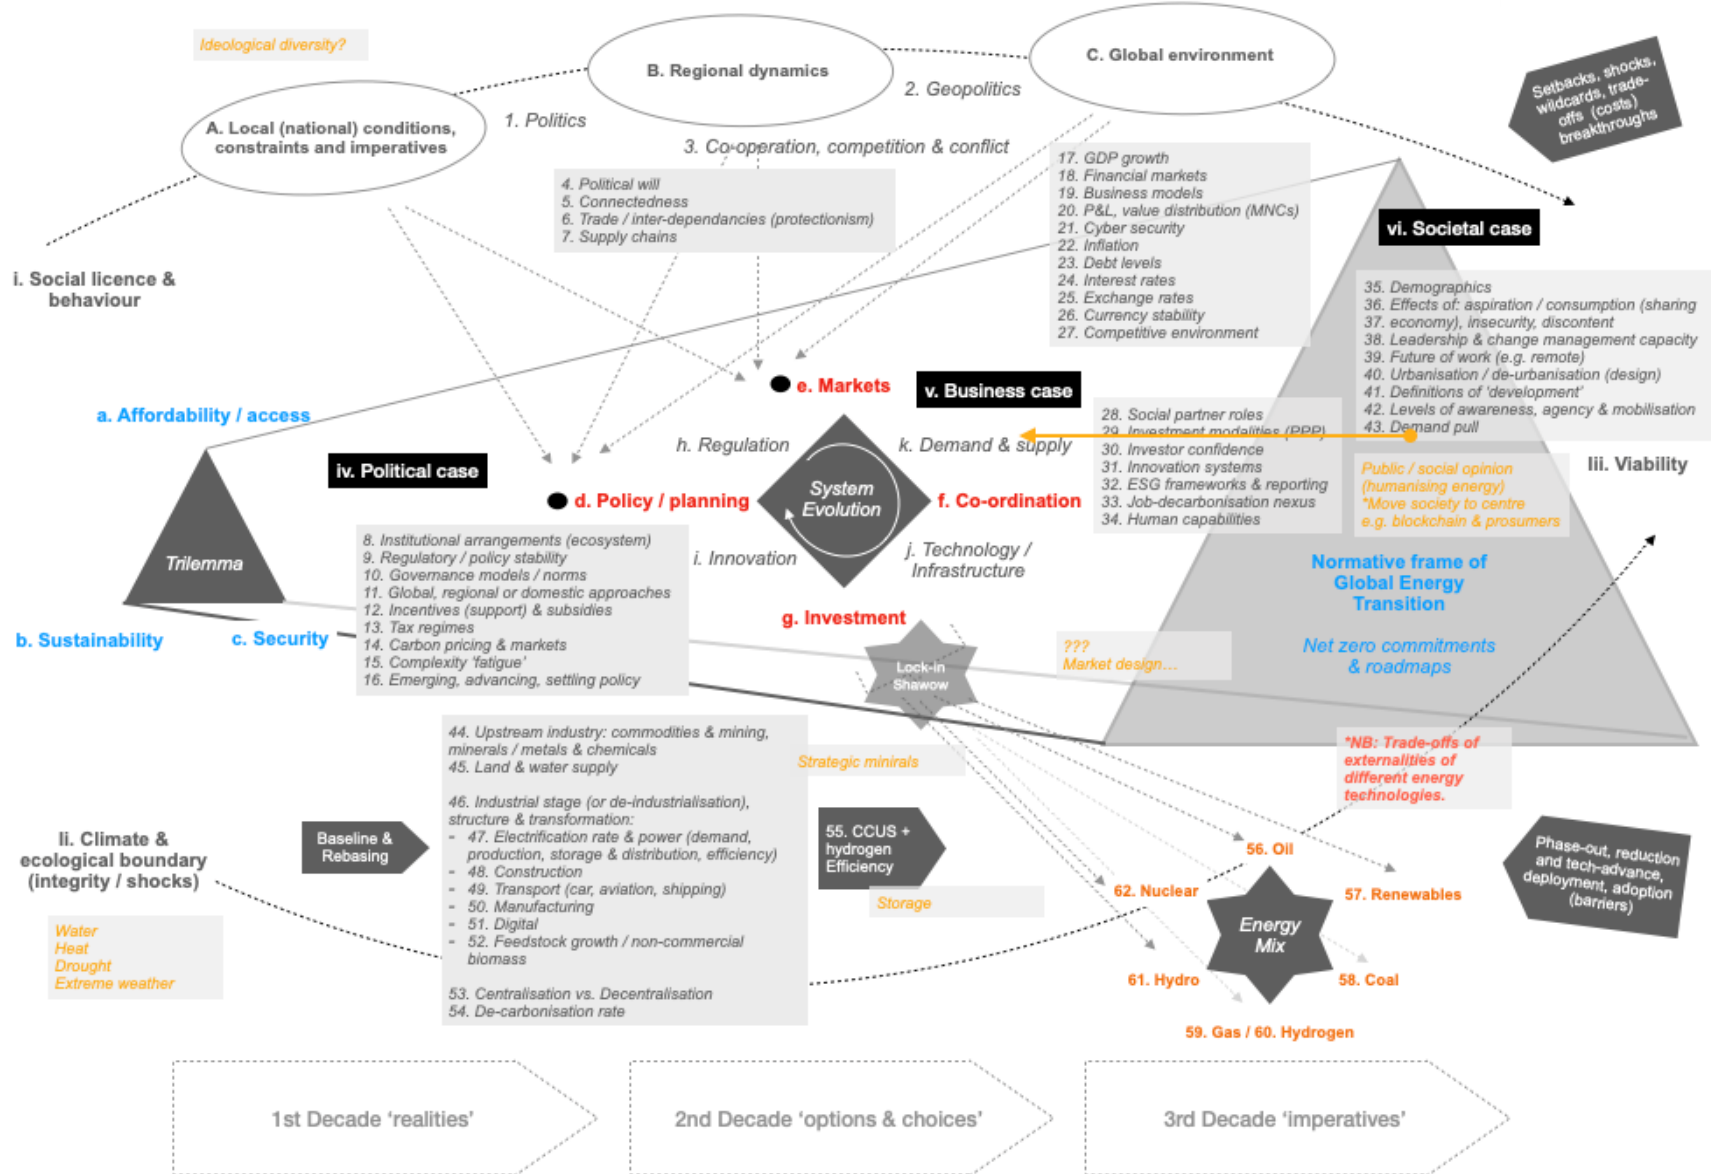 Ideological diversity?
A. Local (national) conditions,
constraints and imperatives
B. Regional dynamics
C. Global environment
1. Politics
2. Geopolitics
3. Co-operation, competition & conflict
Setbacks, shocks,
wildcards, trade-
offs (costs)
breakthroughs
4. Political will
5. Connectedness
6. Trade / inter-dependancies (protectionism)
7. Supply chains
17. GDP growth
18. Financial markets
19. Business models
20. P&L, value distribution (MNCs)
21. Cyber security
22. Inflation
23. Debt levels
24. Interest rates
25. Exchange rates
26. Currency stability
27. Competitive environment
vi. Societal case
i. Social licence &
behaviour
35. Demographics
36. Effects of: aspiration / consumption (sharing
37. economy), insecurity, discontent
38. Leadership & change management capacity
39. Future of work (e.g. remote)
40. Urbanisation / de-urbanisation (design)
41. Definitions of 'development'
42. Levels of awareness, agency & mobilisation
43. Demand pull
e. Markets
v. Business case
a. Affordability / access
h. Regulation
k. Demand & supply
28. Social partner roles
29. Investment modalities (PPP)
30. Investor confidence
31. Innovation systems
32. ESG frameworks & reporting
33. Job-decarbonisation nexus
34. Human capabilities
Public / social opinion
(humanising energy)
*Move society to centre
e.g. blockchain & prosumers
Iii. Viability
iv. Political case
d. Policy / planning
System
Evolution
f. Co-ordination
i. Innovation
j. Technology /
Infrastructure
g. Investment
Trilemma
8. Institutional arrangements (ecosystem)
9. Regulatory / policy stability
10. Governance models / norms
11. Global, regional or domestic approaches
12. Incentives (support) & subsidies
13. Tax regimes
14. Carbon pricing & markets
15. Complexity 'fatigue'
16. Emerging, advancing, settling policy
b. Sustainability
c. Security
Normative frame of
Global Energy
Transition
Net zero commitments
& roadmaps
Lock-in
Shawow
???
Market design…
44. Upstream industry: commodities & mining,
minerals / metals & chemicals
45. Land & water supply
46. Industrial stage (or de-industrialisation),
structure & transformation:
- 47. Electrification rate & power (demand,
production, storage & distribution, efficiency)
- 48. Construction
- 49. Transport (car, aviation, shipping)
- 50. Manufacturing
- 51. Digital
- 52. Feedstock growth / non-commercial
biomass
53. Centralisation vs. Decentralisation
54. De-carbonisation rate
Strategic minirals
*NB: Trade-offs of
externalities of
different energy
technologies.
Ii. Climate &
ecological boundary
(integrity / shocks)
Baseline &
Rebasing
55. CCUS +
hydrogen
Efficiency
Storage
Water
Heat
Drought
Extreme weather
56. Oil
62. Nuclear
57. Renewables
Energy
Mix
61. Hydro
58. Coal
59. Gas / 60. Hydrogen
Phase-out, reduction
and tech-advance,
deployment, adoption
(barriers)
1st Decade 'realities'
2nd Decade 'options & choices'
3rd Decade 'imperatives'